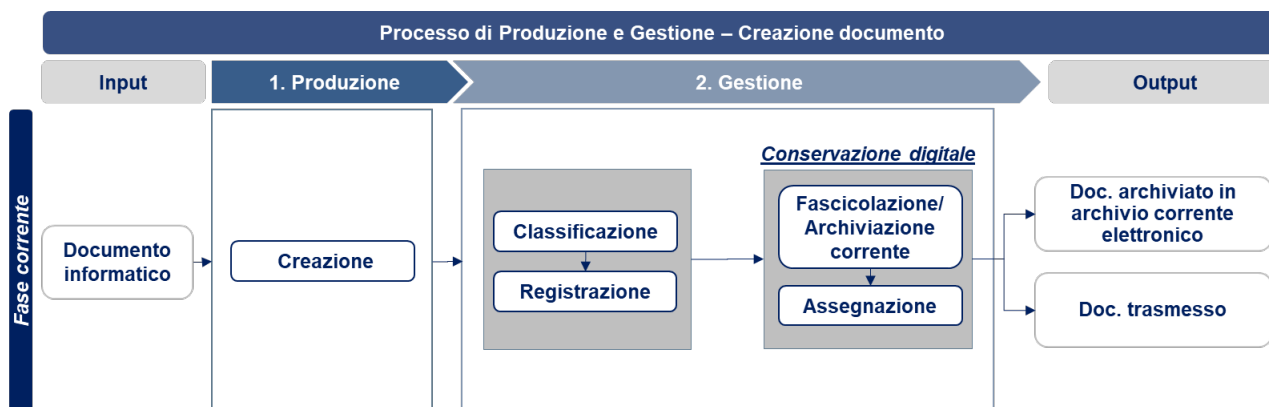 Processo di Produzione e Gestione – Creazione documento
Input
1. Produzione
2. Gestione
Output
Fase corrente
Documento
informatico
Creazione
Classificazione
Registrazione
Conservazione digitale
Fascicolazione/
Archiviazione
corrente
Assegnazione
Doc. archiviato in
archivio corrente
elettronico
Doc. trasmesso